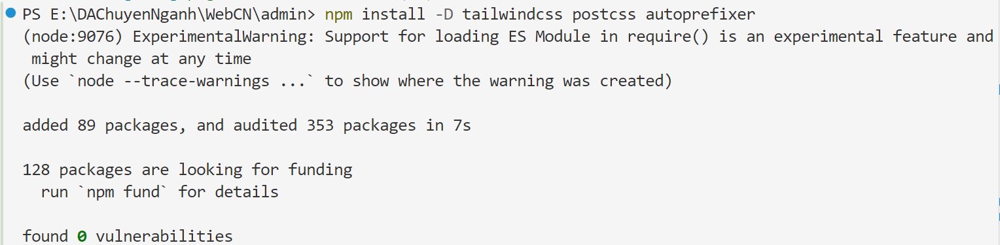 PS E:\DAChuyenNganh\WebCN\admin> npm install -D tailwindcss postcss autoprefixer
(node:9076) ExperimentalWarning: Support for loading ES Module in require() is an experimental feature and
 might change at any time
(Use `node --trace-warnings ...` to show where the warning was created)
added 89 packages, and audited 353 packages in 7s
128 packages are looking for funding
  run `npm fund` for details
found 0 vulnerabilities